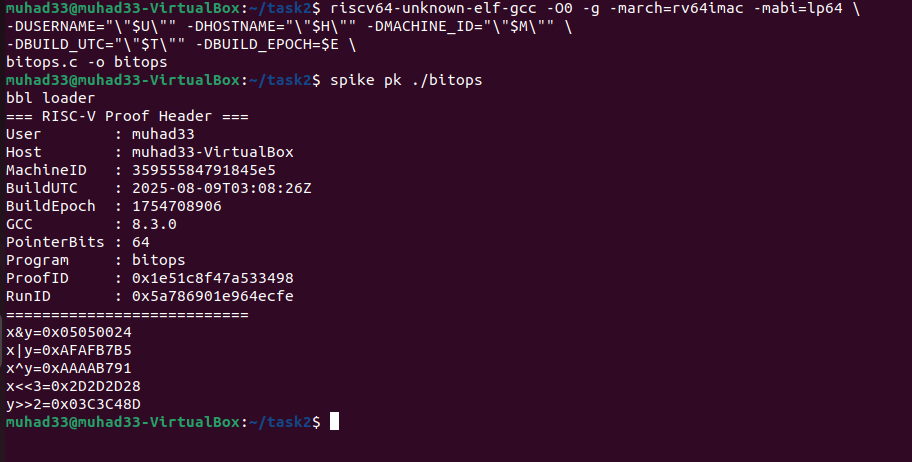 muhad33@muhad33-VirtualBox:~/task2$ riscv64-unknown-elf-gcc -O0 -g -march=rv64imac -mabi=lp64 \
-DUSERNAME="\"$U\"" -DHOSTNAME="\"$H\"" -DMACHINE_ID="\"$M\"" \
-DBUILD_UTC="\"$T\"" -DBUILD_EPOCH=$E \
bitops.c -o bitops
muhad33@muhad33-VirtualBox:~/task2$ spike pk ./bitops
bbl loader
=== RISC-V Proof Header ===
User        : muhad33
Host        : muhad33-VirtualBox
MachineID   : 35955584791845e5
BuildUTC    : 2025-08-09T03:08:26Z
BuildEpoch  : 1754708906
GCC         : 8.3.0
PointerBits : 64
Program     : bitops
ProofID     : 0x1e51c8f47a533498
RunID       : 0x5a786901e964ecfe
===========================
x&y=0x05050024
x|y=0xAFAFB7B5
x^y=0xAAAAB791
x<<3=0x2D2D2D28
y>>2=0x03C3C48D
muhad33@muhad33-VirtualBox:~/task2$